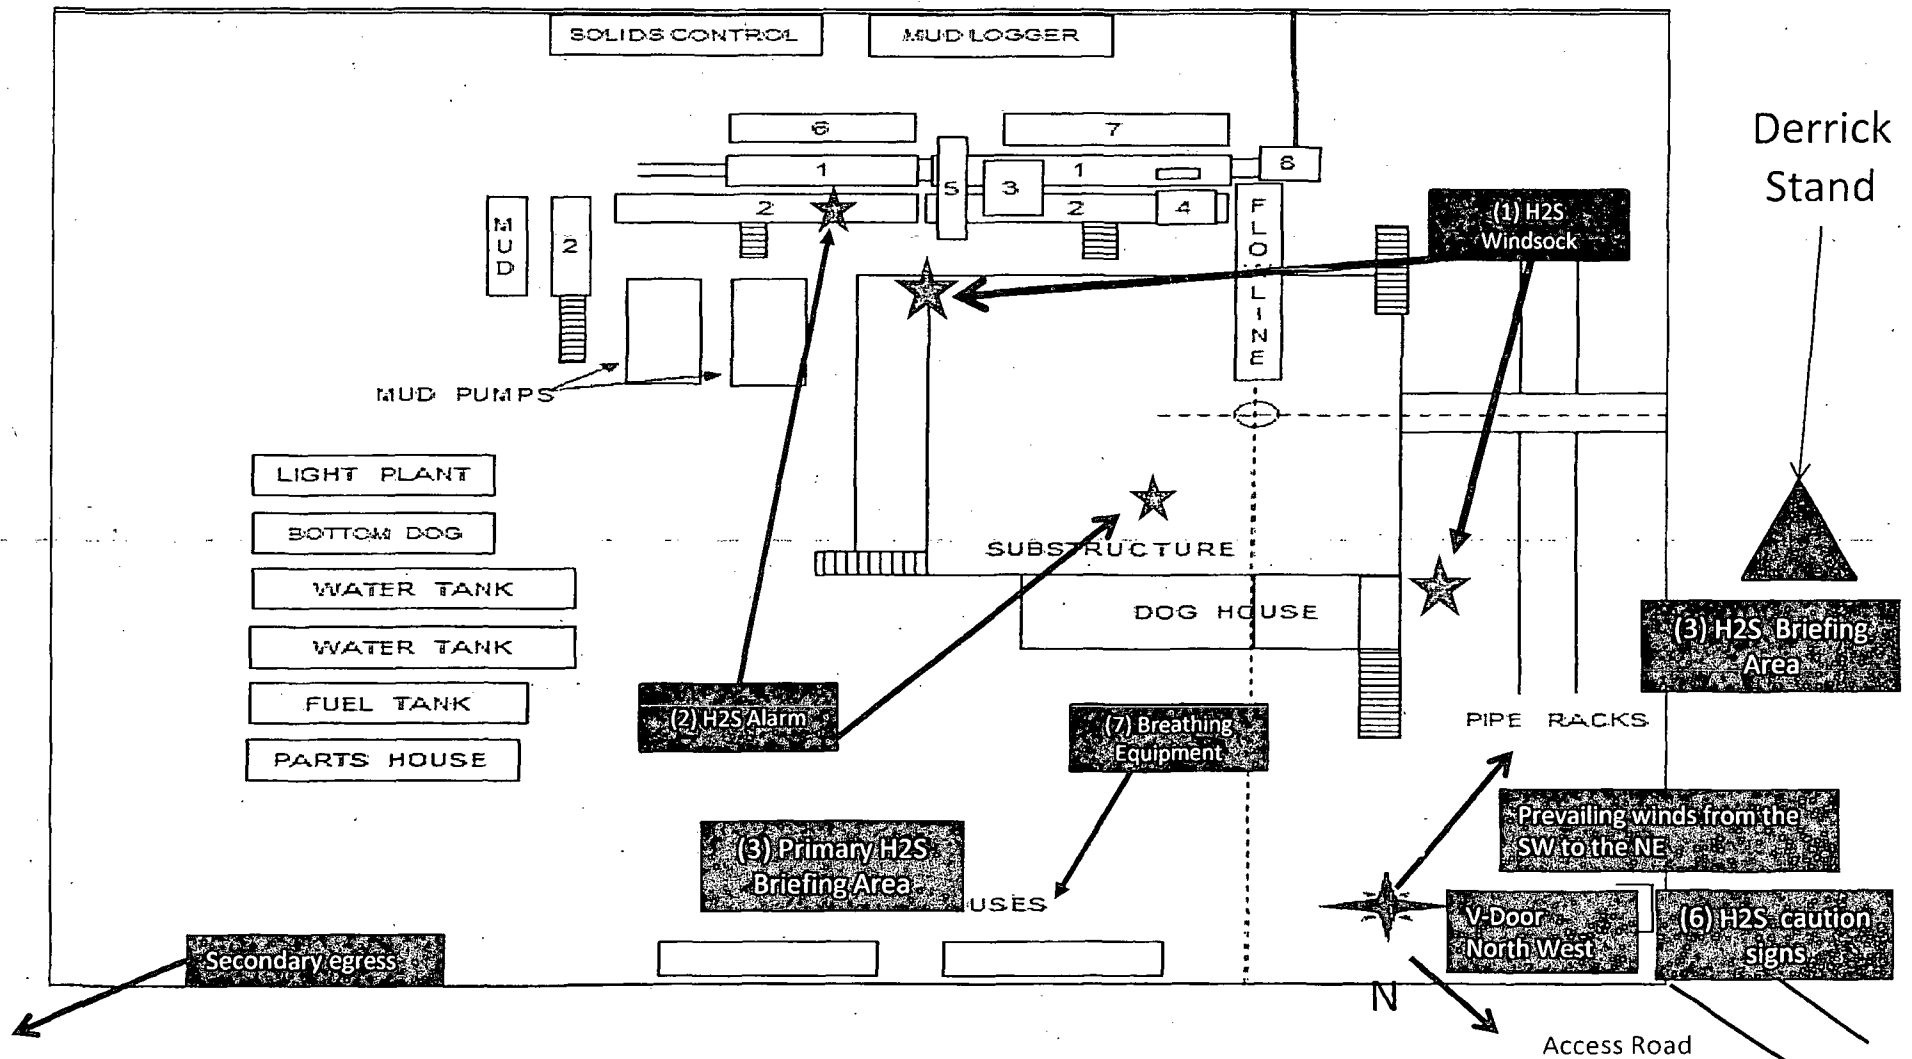 SOLIDS CONTROL
MUD LOGGER
6
7
1
1
8
5
3
2
2
4
MUD
2
FLOWLINE
(1) H2S
Windsock
Derrick
Stand
MUD PUMPS
LIGHT PLANT
BOTTOM DOG
WATER TANK
WATER TANK
FUEL TANK
PARTS HOUSE
SUBSTRUCTURE
DOG HOUSE
(3) H2S Briefing
Area
(2) H2S Alarm
(7) Breathing
Equipment
PIPE RACKS
Prevailing winds from the
SW to the NE
(3) Primary H2S
Briefing Area
USES
V-Door
North West
(6) H2S caution
signs
Secondary egress
N
Access Road